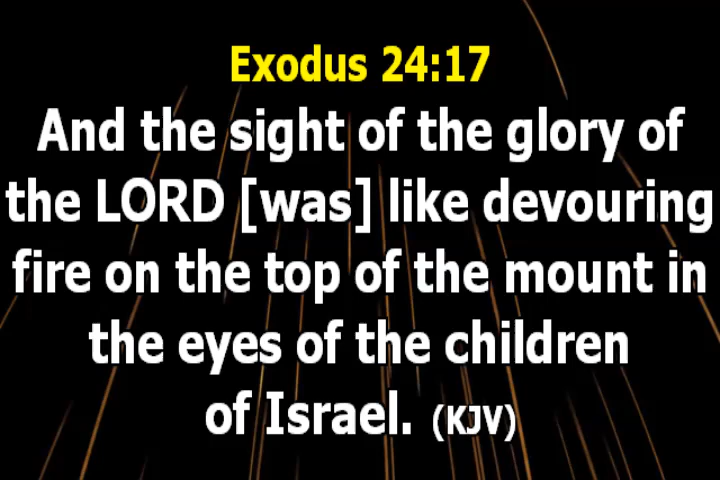 Exodus 24:17
And the sight of the glory of
the LORD [was] like devouring
fire on the top of the mount in
the eyes of the children
of Israel. (KJV)